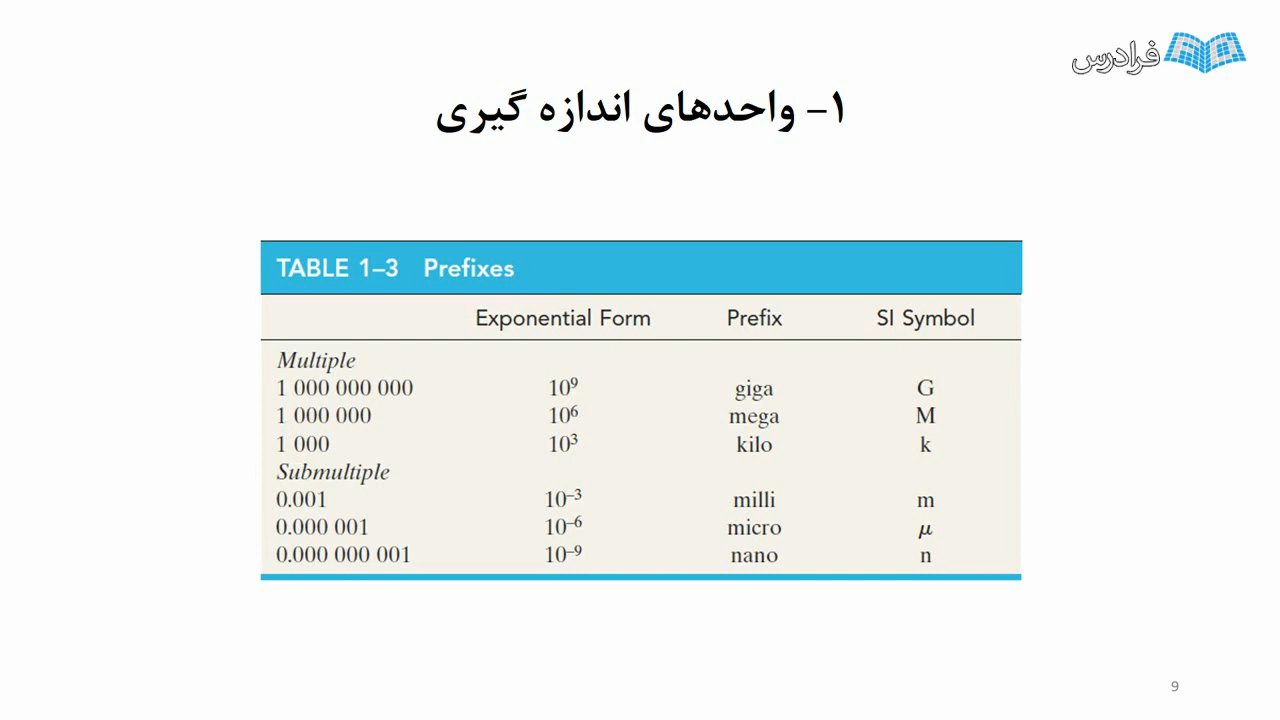 فرادرس
۱- واحدهای اندازه گیری
TABLE 1–3 Prefixes
Exponential Form Prefix SI Symbol
Multiple
1 000 000 000 10⁹ giga G
1 000 000 10⁶ mega M
1 000 10³ kilo k
Submultiple
0.001 10⁻³ milli m
0.000 001 10⁻⁶ micro μ
0.000 000 001 10⁻⁹ nano n
9